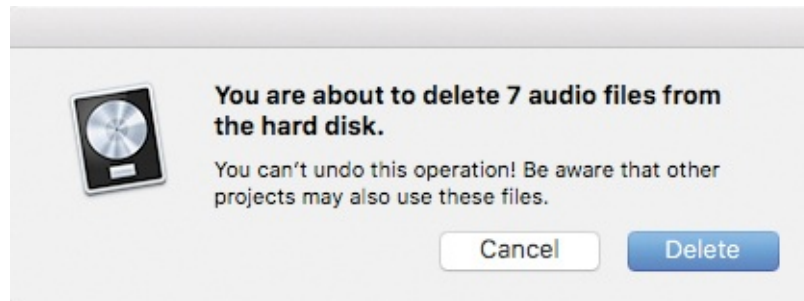 You are about to delete 7 audio files from
the hard disk.
You can't undo this operation! Be aware that other
projects may also use these files.
Cancel
Delete